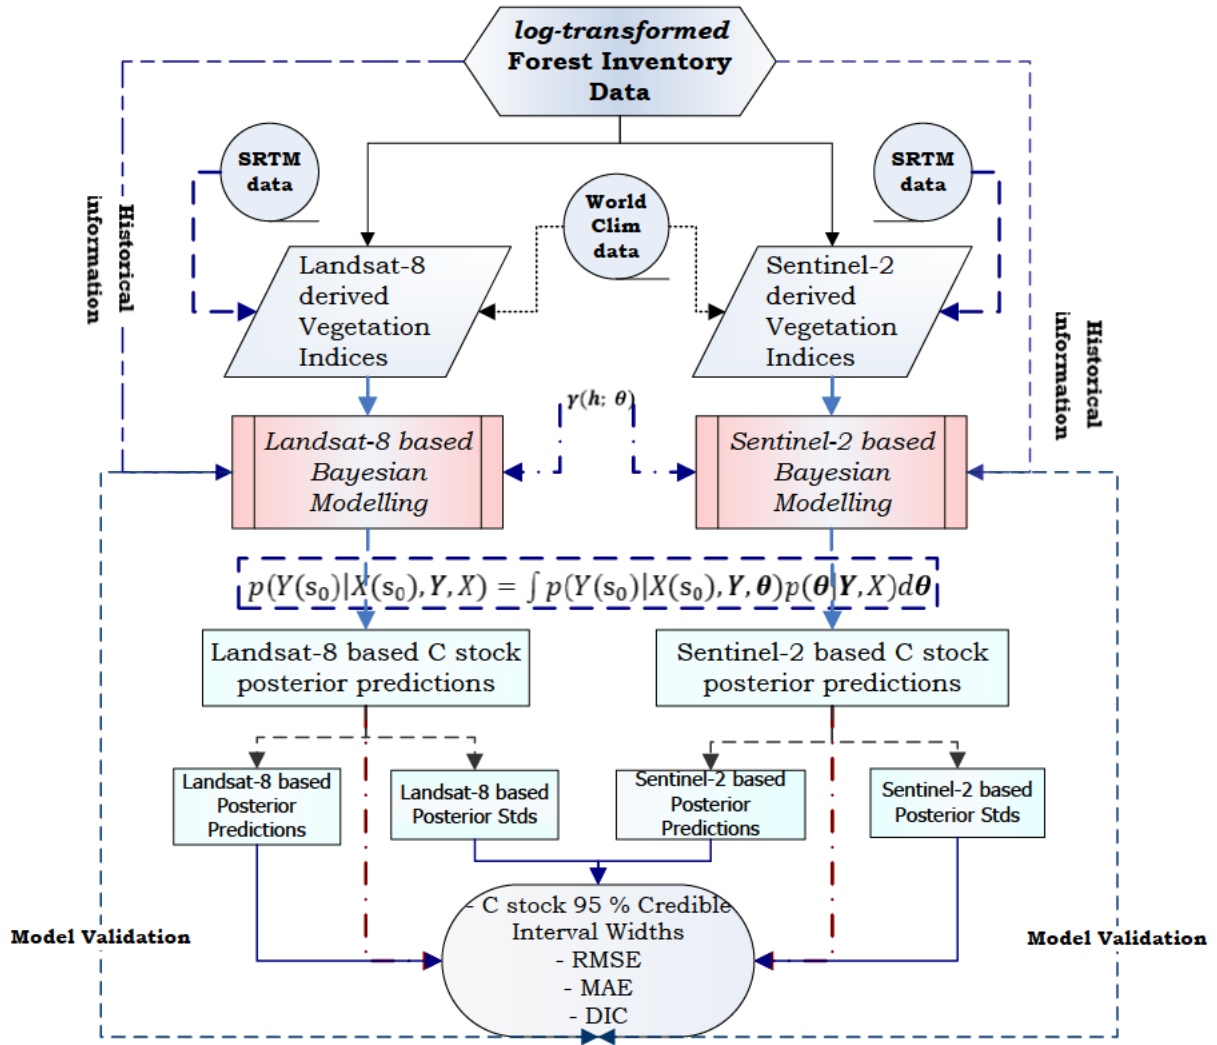 log-transformed
Forest Inventory
Data
SRTM
data
SRTM
data
World
Clim
data
Historical
information
Historical
information
Landsat-8
derived
Vegetation
Indices
Sentinel-2
derived
Vegetation
Indices
γ(h; θ)
Landsat-8 based
Bayesian
Modelling
Sentinel-2 based
Bayesian
Modelling
p(Y(s₀)|X(s₀), Y, X) = ∫ p(Y(s₀)|X(s₀), Y, θ)p(θ|Y, X)dθ
Landsat-8 based C stock
posterior predictions
Sentinel-2 based C stock
posterior predictions
Landsat-8 based
Posterior
Predictions
Landsat-8 based
Posterior Stds
Sentinel-2 based
Posterior
Predictions
Sentinel-2 based
Posterior Stds
- C stock 95 % Credible
Interval Widths
- RMSE
- MAE
- DIC
Model Validation
Model Validation